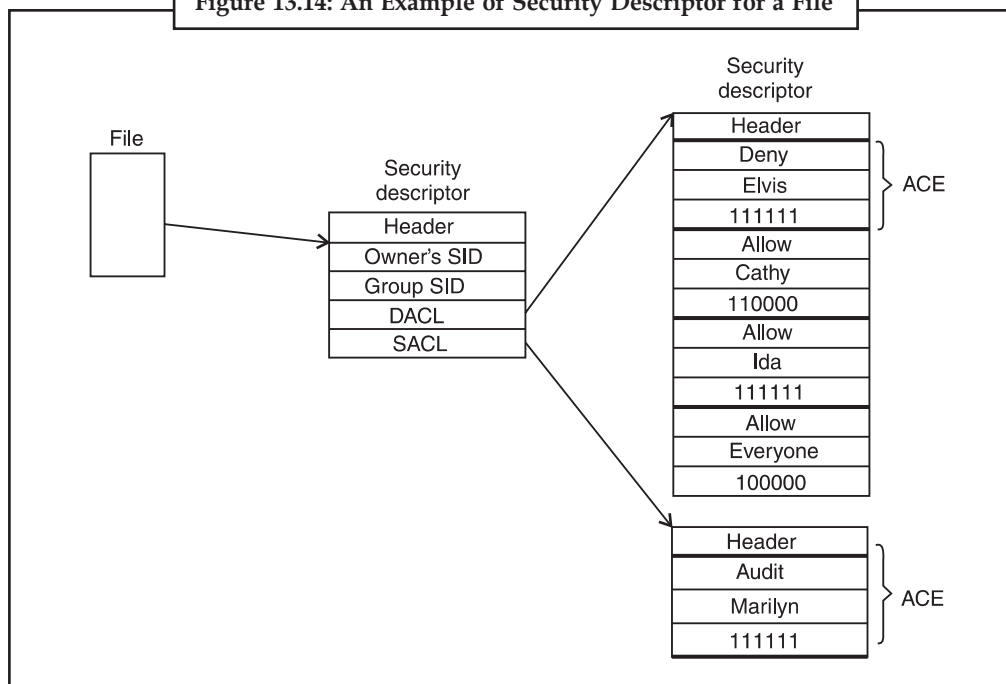 Figure 13.14: An Example of Security Descriptor for a File
File
Security
descriptor
Header
Owner's SID
Group SID
DACL
SACL
Security
descriptor
Header
Deny
Elvis
111111
ACE
Allow
Cathy
110000
Allow
Ida
111111
Allow
Everyone
100000
Header
Audit
Marilyn
111111
ACE